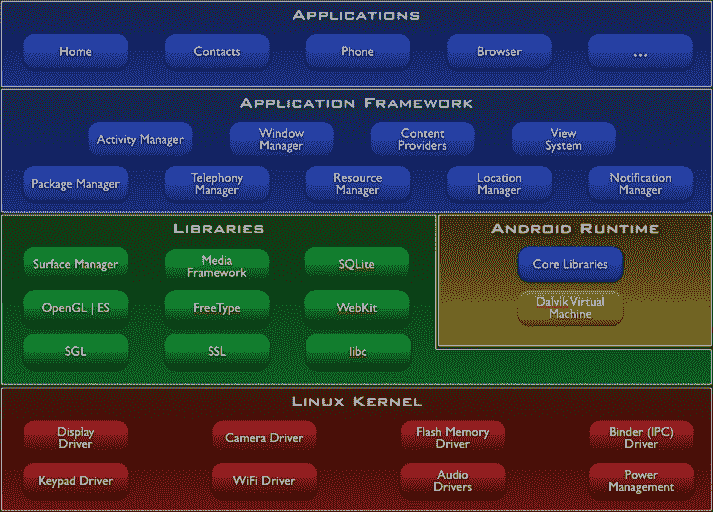 APPLICATIONS
Home
Contacts
Phone
Browser
...
APPLICATION FRAMEWORK
Activity Manager
Window
Manager
Content
Providers
View
System
Package Manager
Telephony
Manager
Resource
Manager
Location
Manager
Notification
Manager
LIBRARIES
Surface Manager
Media
Framework
SQLite
OpenGL | ES
FreeType
WebKit
SGL
SSL
libc
ANDROID RUNTIME
Core Libraries
Dalvik Virtual
Machine
LINUX KERNEL
Display
Driver
Camera Driver
Flash Memory
Driver
Binder (IPC)
Driver
Keypad Driver
WiFi Driver
Audio
Drivers
Power
Management